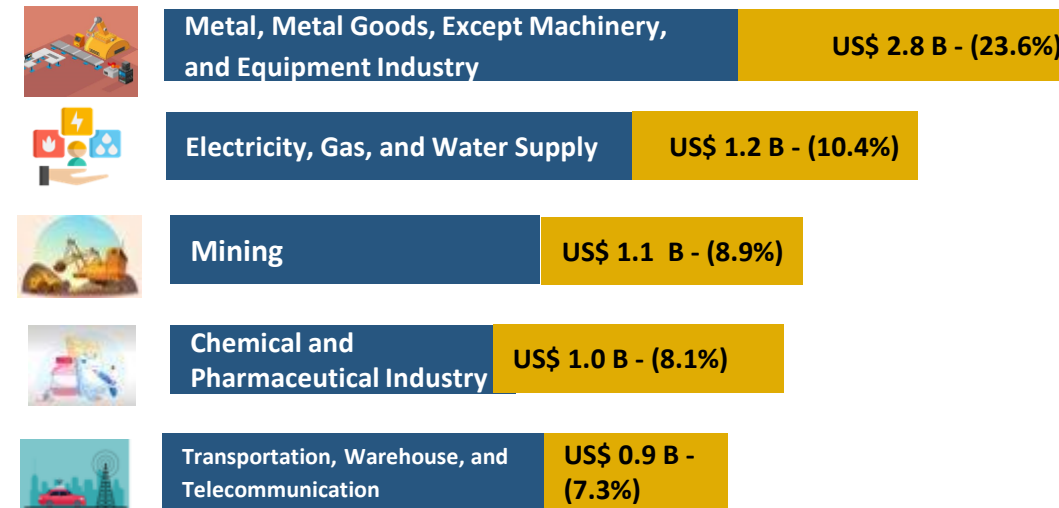 Metal, Metal Goods, Except Machinery,
and Equipment Industry
US$ 2.8 B - (23.6%)
Electricity, Gas, and Water Supply
US$ 1.2 B - (10.4%)
Mining
US$ 1.1 B - (8.9%)
Chemical and
Pharmaceutical Industry
US$ 1.0 B - (8.1%)
Transportation, Warehouse, and
Telecommunication
US$ 0.9 B -
(7.3%)